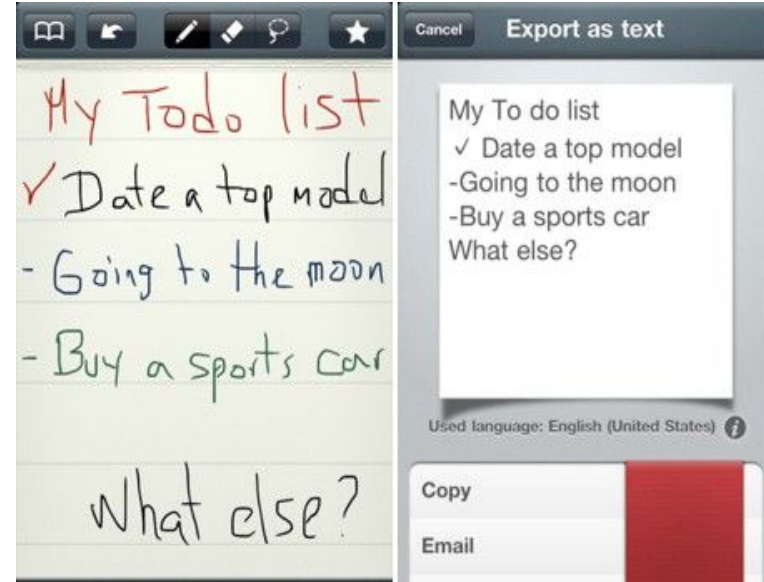 My Todo list
✓ Date a top model
- Going to the moon
- Buy a sports car
What else?
Cancel
Export as text
My To do list
✓ Date a top model
-Going to the moon
-Buy a sports car
What else?
Used language: English (United States) i
Copy
Email